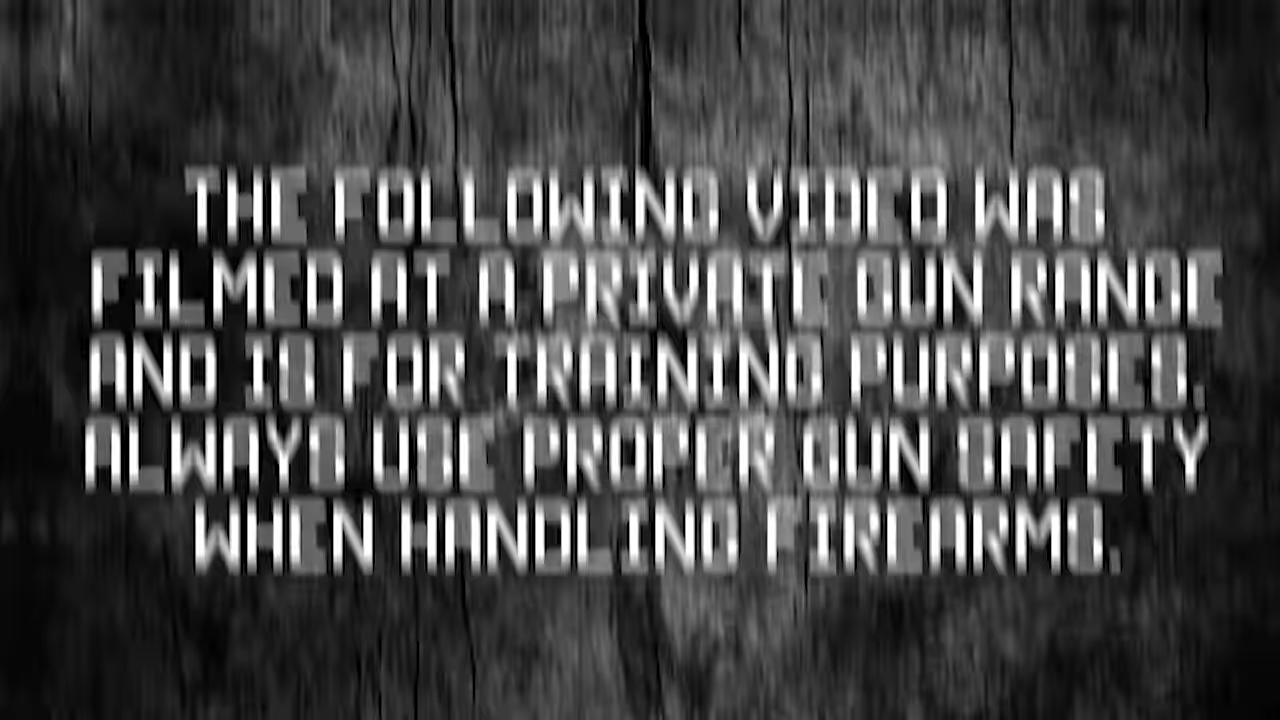 THE FOLLOWING VIDEO WAS
FILMED AT A PRIVATE GUN RANGE
AND IS FOR TRAINING PURPOSES.
ALWAYS USE PROPER GUN SAFETY
WHEN HANDLING FIREARMS.